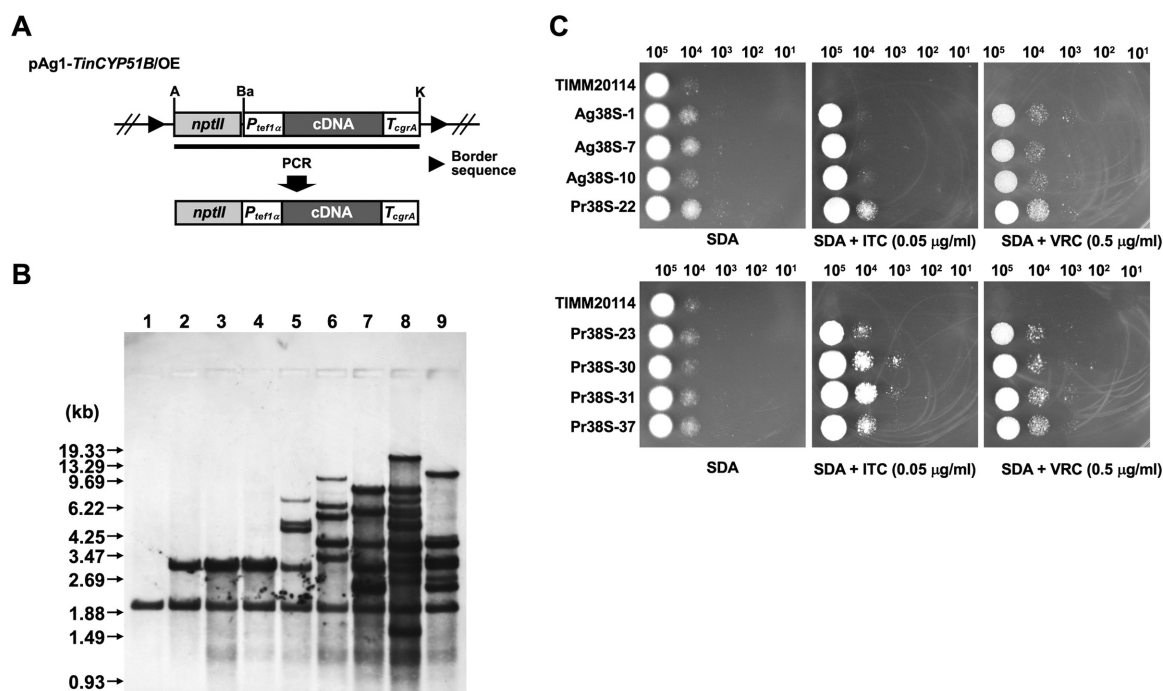 A
pAg1-TinCYP51B/OE
A Ba K
nptII Ptef1α cDNA TcgrA
PCR
Border
sequence
nptII Ptef1α cDNA TcgrA
B
1 2 3 4 5 6 7 8 9
(kb)
19.33
13.29
9.69
6.22
4.25
3.47
2.69
1.88
1.49
0.93
C
10⁵ 10⁴ 10³ 10² 10¹ 10⁵ 10⁴ 10³ 10² 10¹ 10⁵ 10⁴ 10³ 10² 10¹
TIMM20114
Ag38S-1
Ag38S-7
Ag38S-10
Pr38S-22
SDA SDA + ITC (0.05 µg/ml) SDA + VRC (0.5 µg/ml)
10⁵ 10⁴ 10³ 10² 10¹ 10⁵ 10⁴ 10³ 10² 10¹ 10⁵ 10⁴ 10³ 10² 10¹
TIMM20114
Pr38S-23
Pr38S-30
Pr38S-31
Pr38S-37
SDA SDA + ITC (0.05 µg/ml) SDA + VRC (0.5 µg/ml)